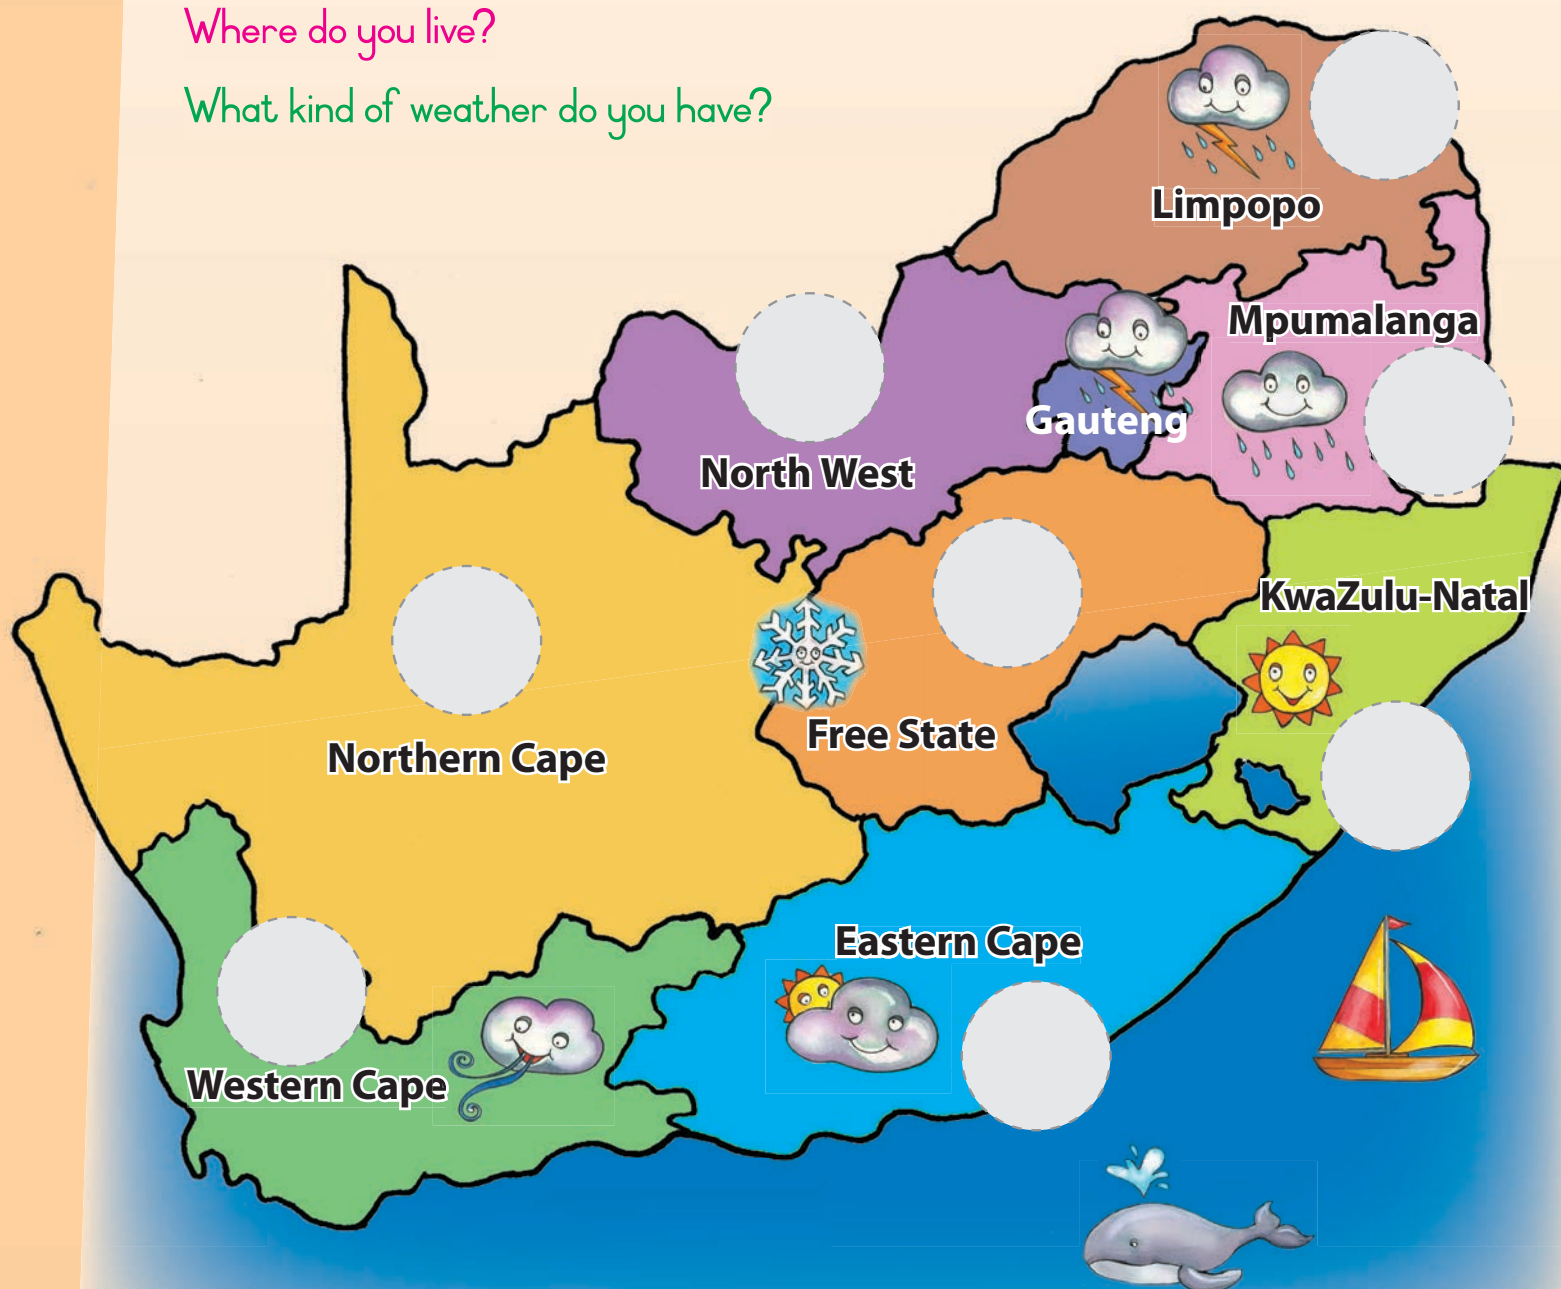 Where do you live?
What kind of weather do you have?
Limpopo
Mpumalanga
Gauteng
North West
KwaZulu-Natal
Free State
Northern Cape
Eastern Cape
Western Cape